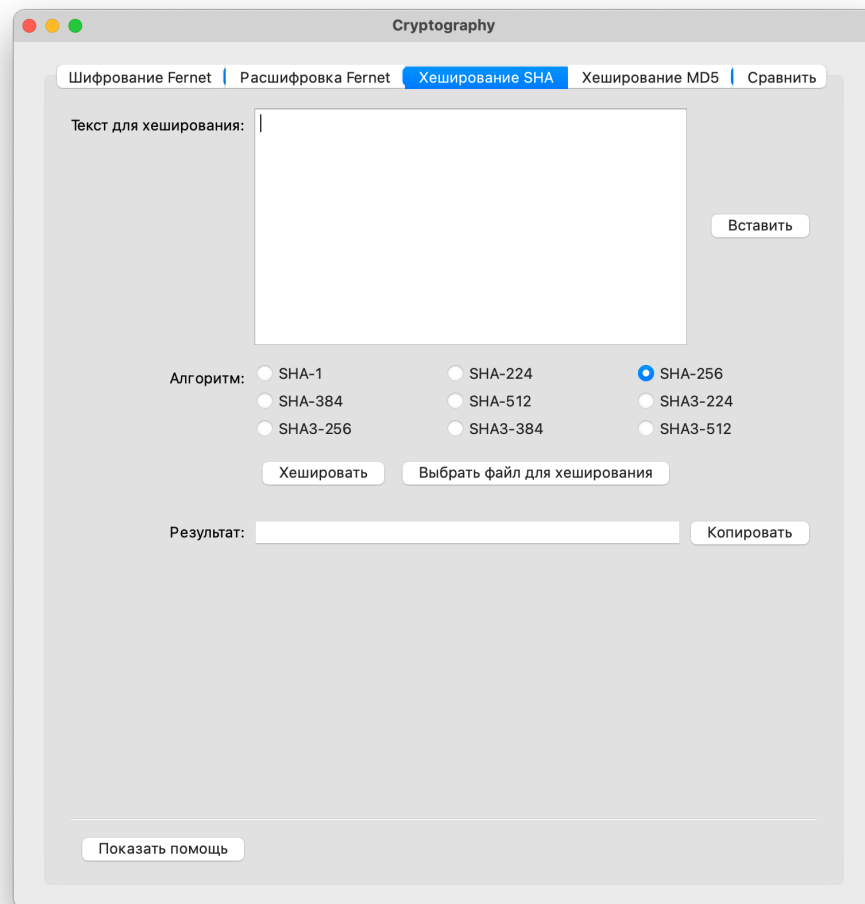 Cryptography
Шифрование Fernet Расшифровка Fernet Хеширование SHA Хеширование MD5 Сравнить
Текст для хеширования:
Вставить
Алгоритм: SHA-1 SHA-224 SHA-256
SHA-384 SHA-512 SHA3-224
SHA3-256 SHA3-384 SHA3-512
Хешировать Выбрать файл для хеширования
Результат: Копировать
Показать помощь